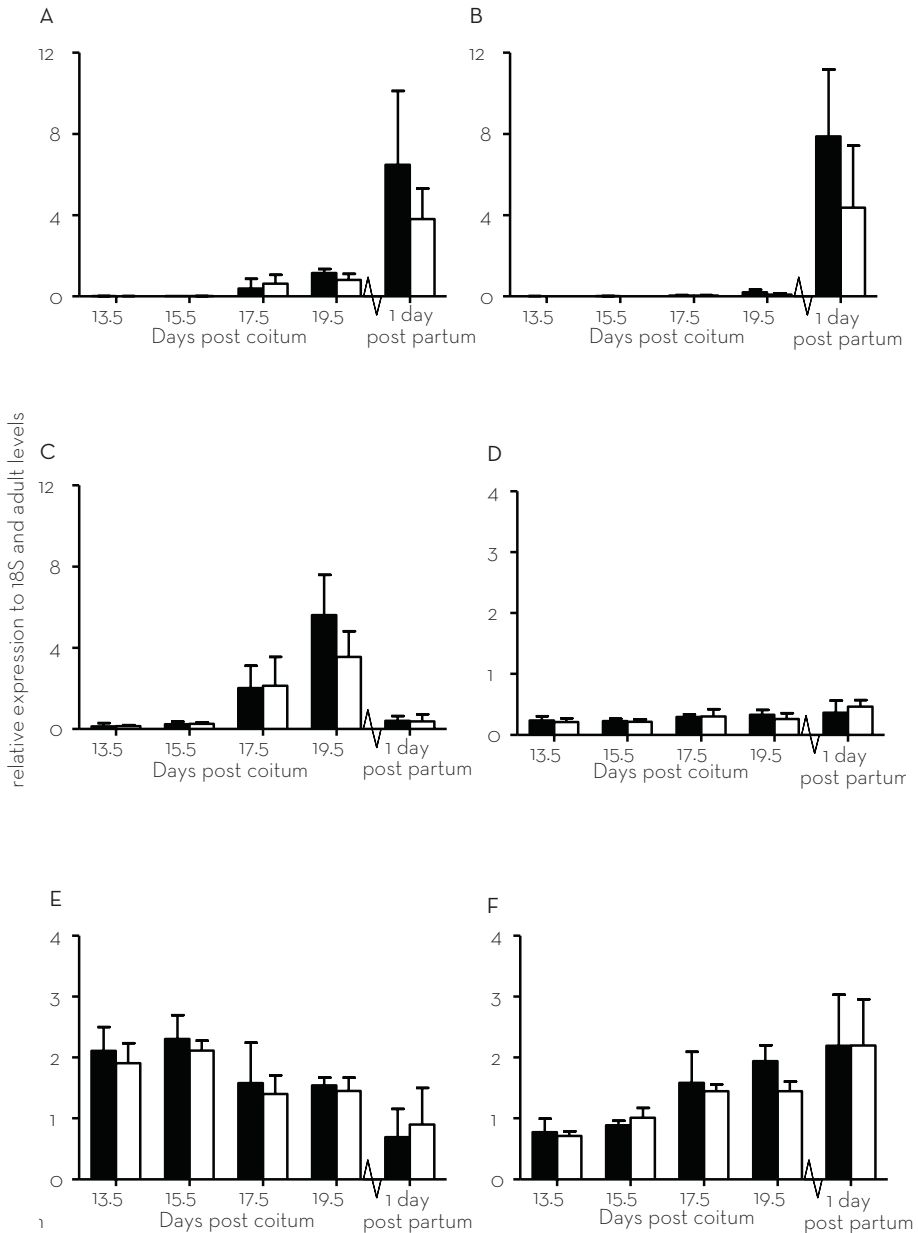 A
12
8
4
0
13.5 15.5 17.5 19.5 1 day
Days post coitum post partum
B
12
8
4
0
13.5 15.5 17.5 19.5 1 day
Days post coitum post partum
relative expression to 18S and adult levels
C
12
8
4
0
13.5 15.5 17.5 19.5 1 day
Days post coitum post partum
D
4
3
2
1
0
13.5 15.5 17.5 19.5 1 day
Days post coitum post partum
E
4
3
2
1
0
13.5 15.5 17.5 19.5 1 day
Days post coitum post partum
F
4
3
2
1
0
13.5 15.5 17.5 19.5 1 day
Days post coitum post partum